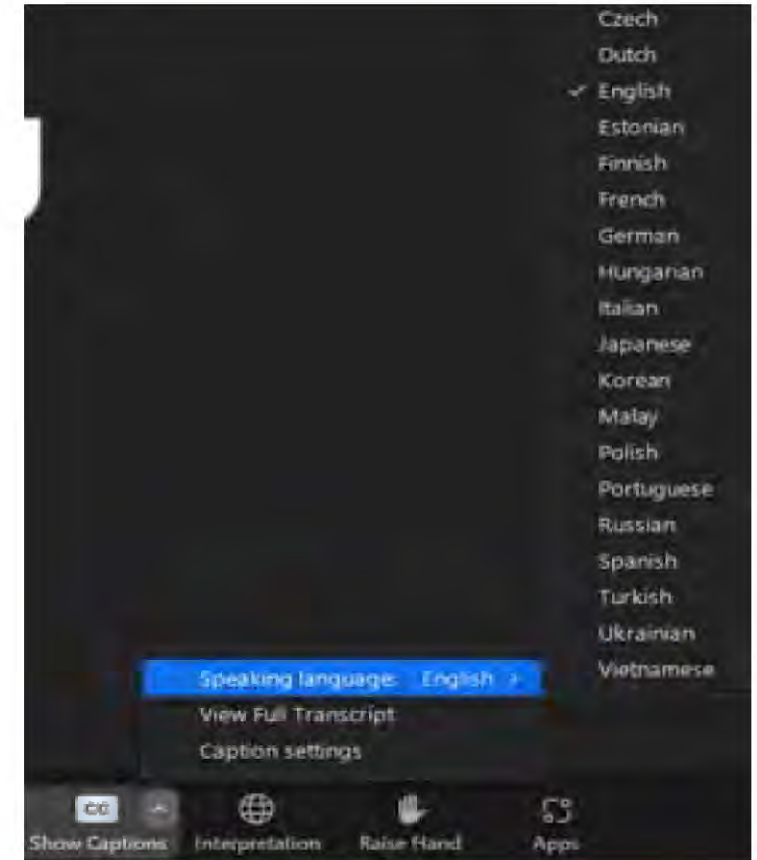 Czech
Dutch
✓ English
Estonian
Finnish
French
German
Hungarian
Italian
Japanese
Korean
Malay
Polish
Portuguese
Russian
Spanish
Turkish
Ukrainian
Vietnamese
Speaking language: English >
View Full Transcript
Caption settings
CC
Show Captions Interpretation Raise Hand Apps